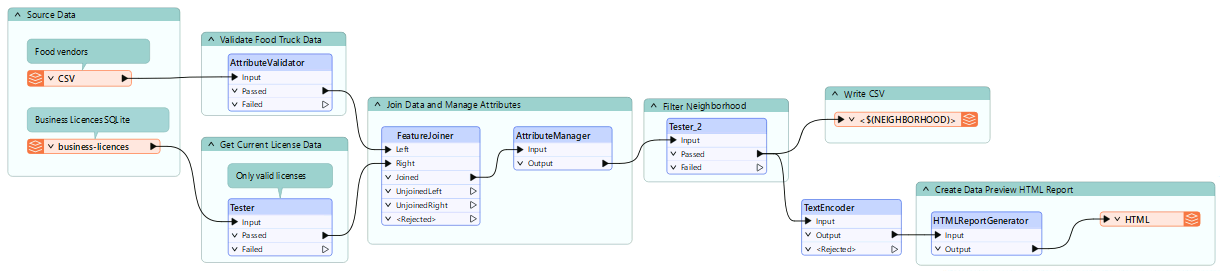 Source Data
Food vendors
CSV
Business Licences SQLite
business-licences
Validate Food Truck Data
AttributeValidator
Input
Passed
Failed
Get Current License Data
Only valid licenses
Tester
Input
Passed
Failed
Join Data and Manage Attributes
FeatureJoiner
Left
Right
Joined
UnjoinedLeft
UnjoinedRight
<Rejected>
AttributeManager
Input
Output
Filter Neighborhood
Tester_2
Input
Passed
Failed
Write CSV
<$(NEIGHBORHOOD)>
TextEncoder
Input
Output
<Rejected>
Create Data Preview HTML Report
HTMLReportGenerator
Input
Output
HTML